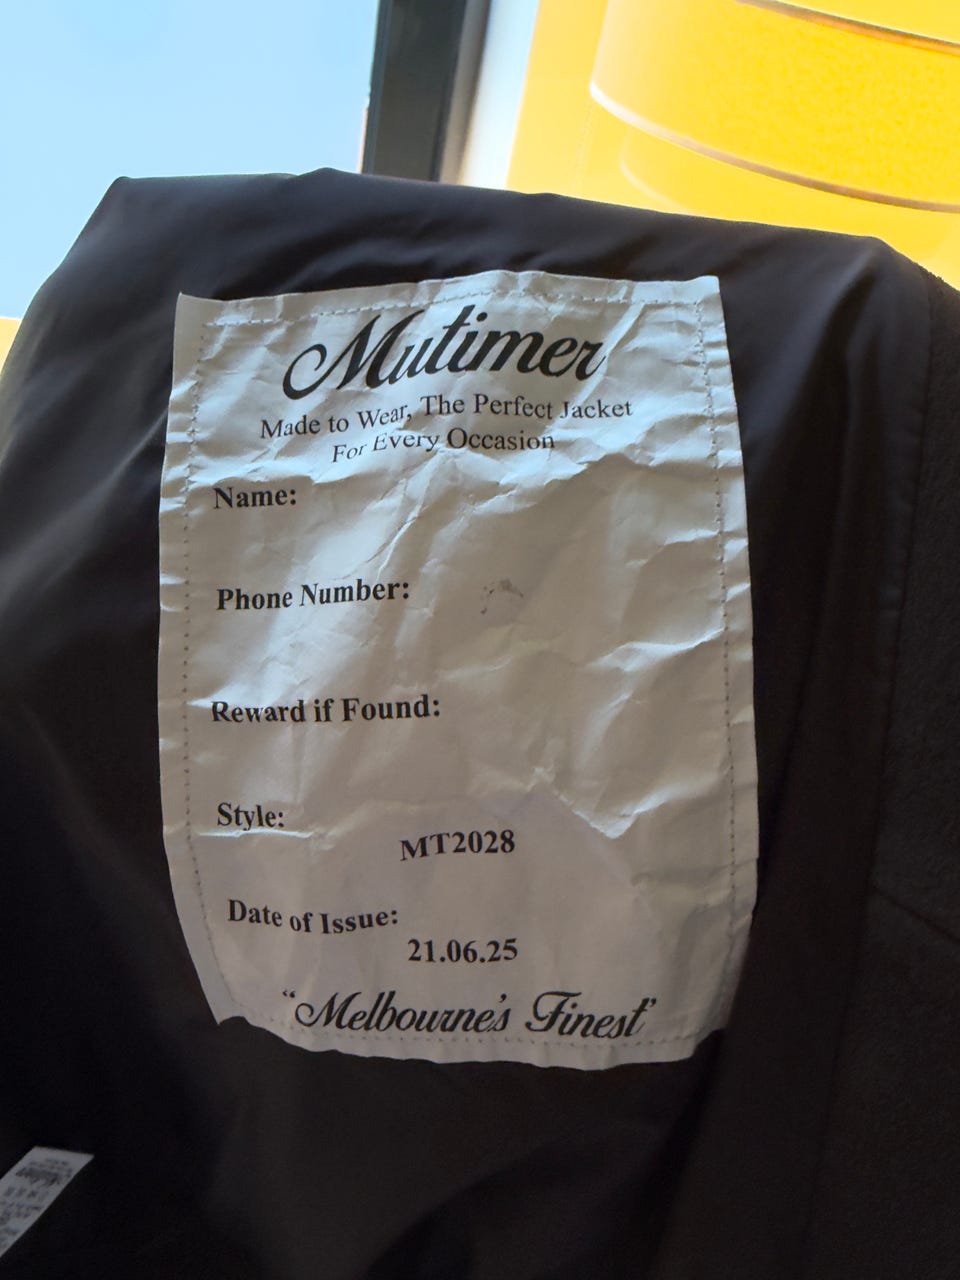 Mutimer
Made to Wear, The Perfect Jacket
For Every Occasion
Name:
Phone Number:
Reward if Found:
Style:
MT2028
Date of Issue:
21.06.25
"Melbourne's Finest"